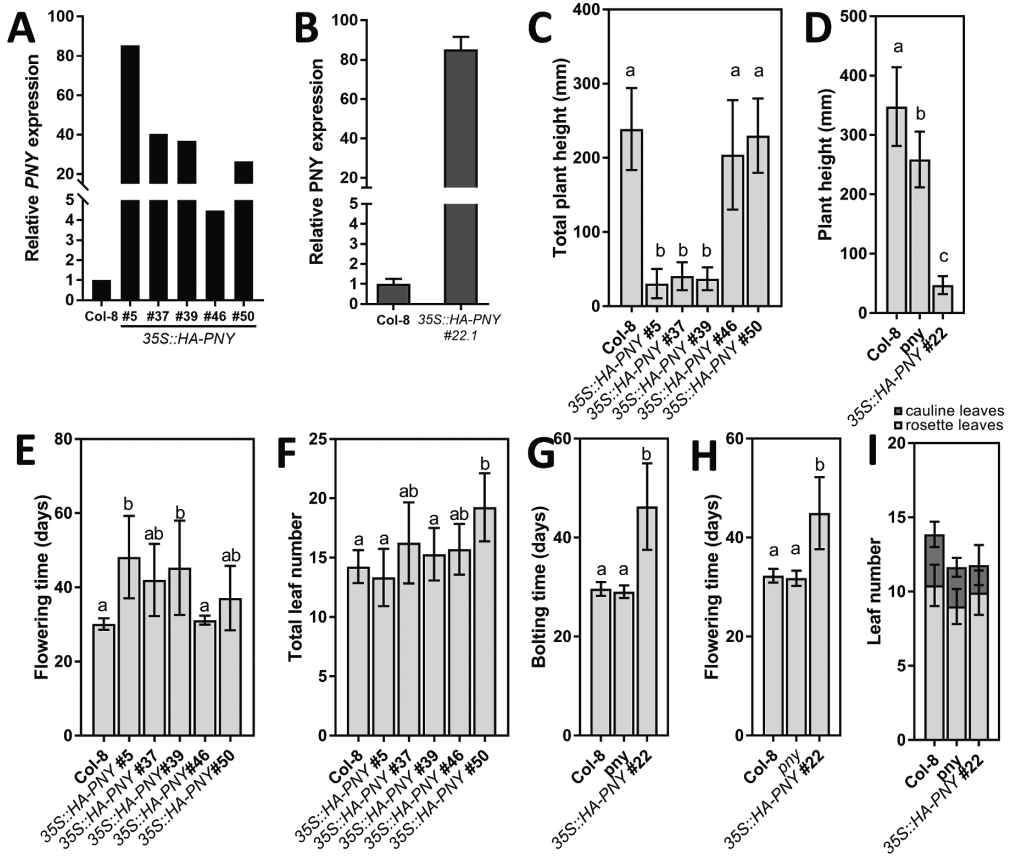 A
Relative PNY expression
100
80
60
40
20
5
4
3
2
1
0
Col-8 #5 #37 #39 #46 #50
35S::HA-PNY
B
Relative PNY expression
100
80
60
40
20
5
4
3
2
1
0
Col-8 35S::HA-PNY
#22.1
C
Total plant height (mm)
400
300
200
100
0
a b b b a a
Col-8
35S::HA-PNY #5
35S::HA-PNY #37
35S::HA-PNY #39
35S::HA-PNY #46
35S::HA-PNY #50
D
Plant height (mm)
500
400
300
200
100
0
a b c
Col-8
pny
35S::HA-PNY #22
E
Flowering time (days)
80
60
40
20
0
a b ab b a ab
Col-8
35S::HA-PNY #5
35S::HA-PNY #37
35S::HA-PNY#39
35S::HA-PNY#46
35S::HA-PNY#50
F
Total leaf number
25
20
15
10
5
0
a a ab a ab b
Col-8
35S::HA-PNY #5
35S::HA-PNY #37
35S::HA-PNY #39
35S::HA-PNY #46
35S::HA-PNY #50
G
Bolting time (days)
60
40
20
0
a a b
Col-8
pny
35S::HA-PNY #22
H
Flowering time (days)
60
40
20
0
a a b
Col-8
pny
35S::HA-PNY #22
cauline leaves
rosette leaves
I
Leaf number
20
15
10
5
0
Col-8
pny
35S::HA-PNY #22